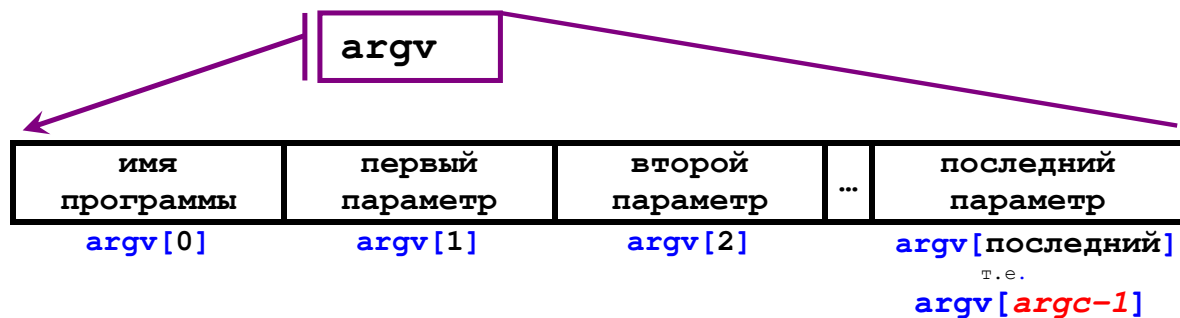 argv
имя
программы
первый
параметр
второй
параметр
…
последний
параметр
argv[0]
argv[1]
argv[2]
argv[последний]
т.е.
argv[argc-1]